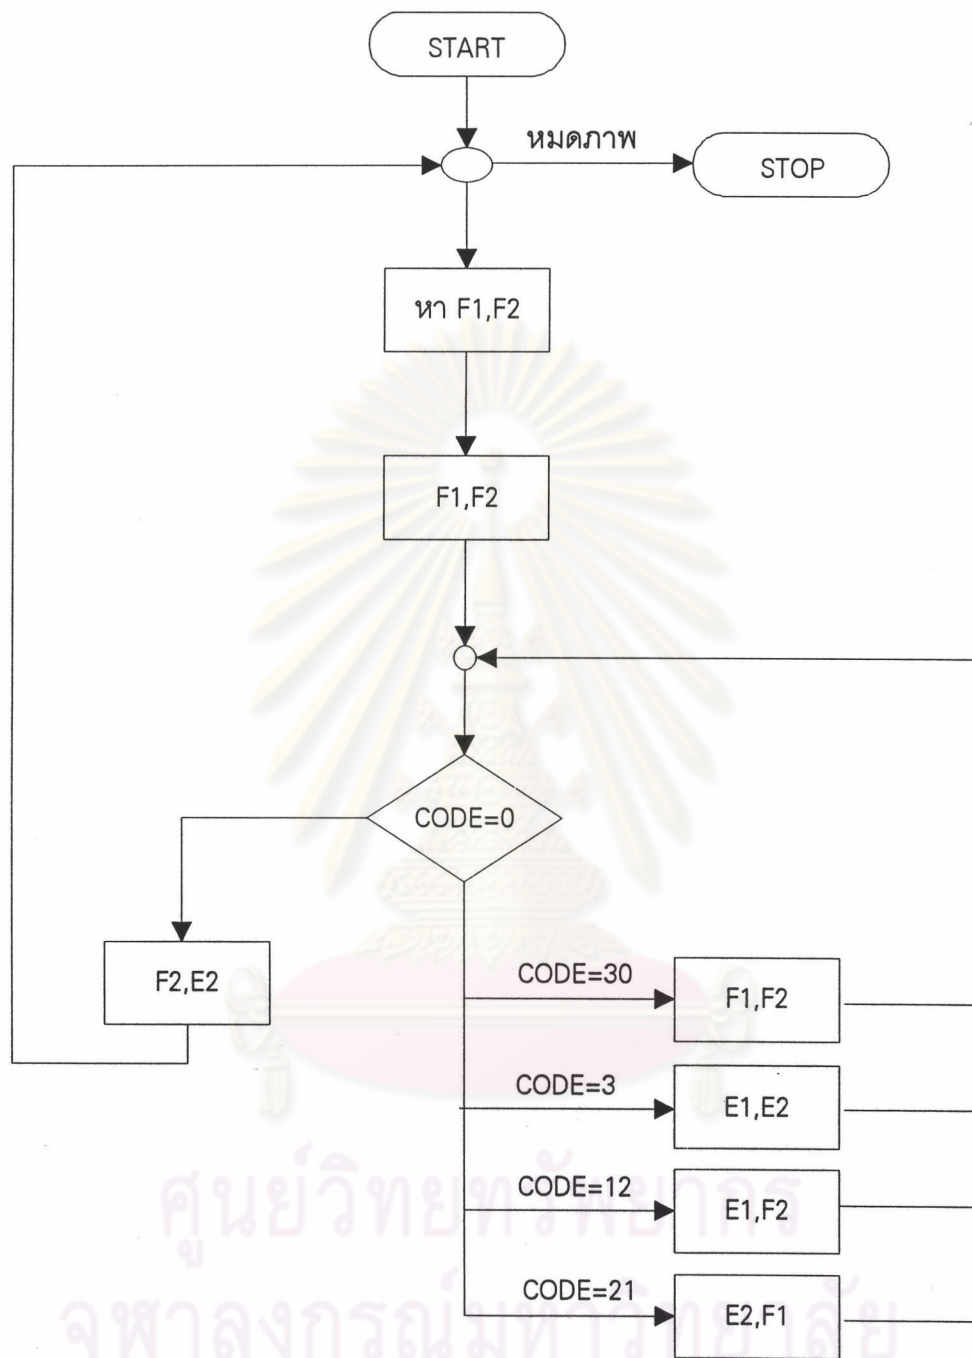 START
หมดภาพ
STOP
หา F1,F2
F1,F2
CODE=0
F2,E2
CODE=30
F1,F2
CODE=3
E1,E2
CODE=12
E1,F2
CODE=21
E2,F1
ศูนย์วิทยทรัพยากร
จุฬาลงกรณ์มหาวิทยาลัย